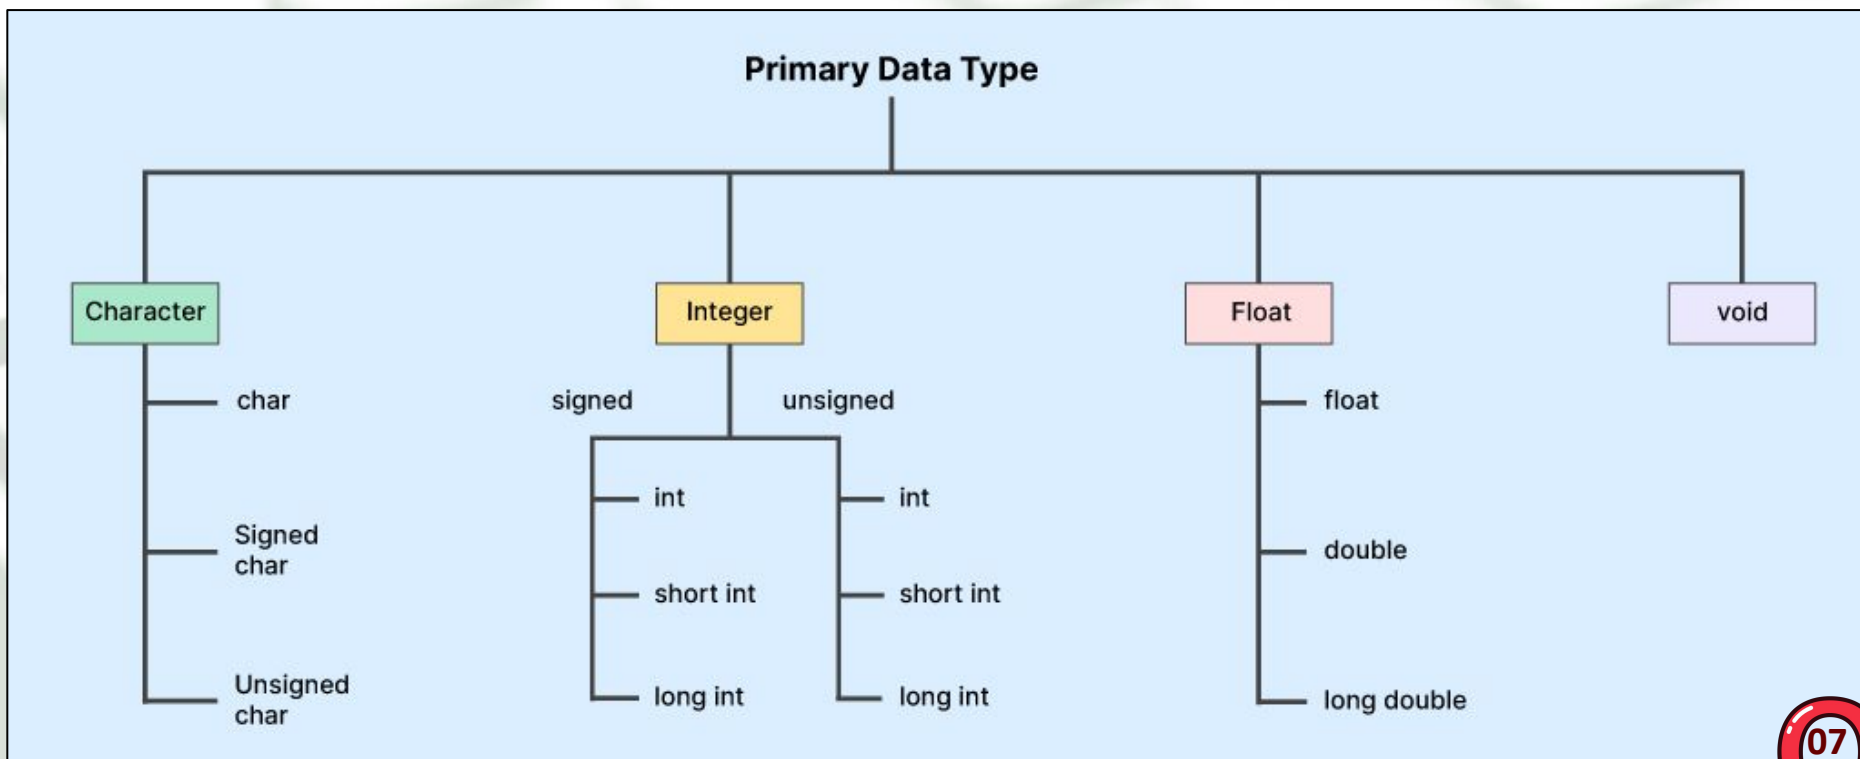 Primary Data Type
Character
Integer
Float
void
char
Signed
char
Unsigned
char
signed
unsigned
int
short int
long int
int
short int
long int
float
double
long double
07